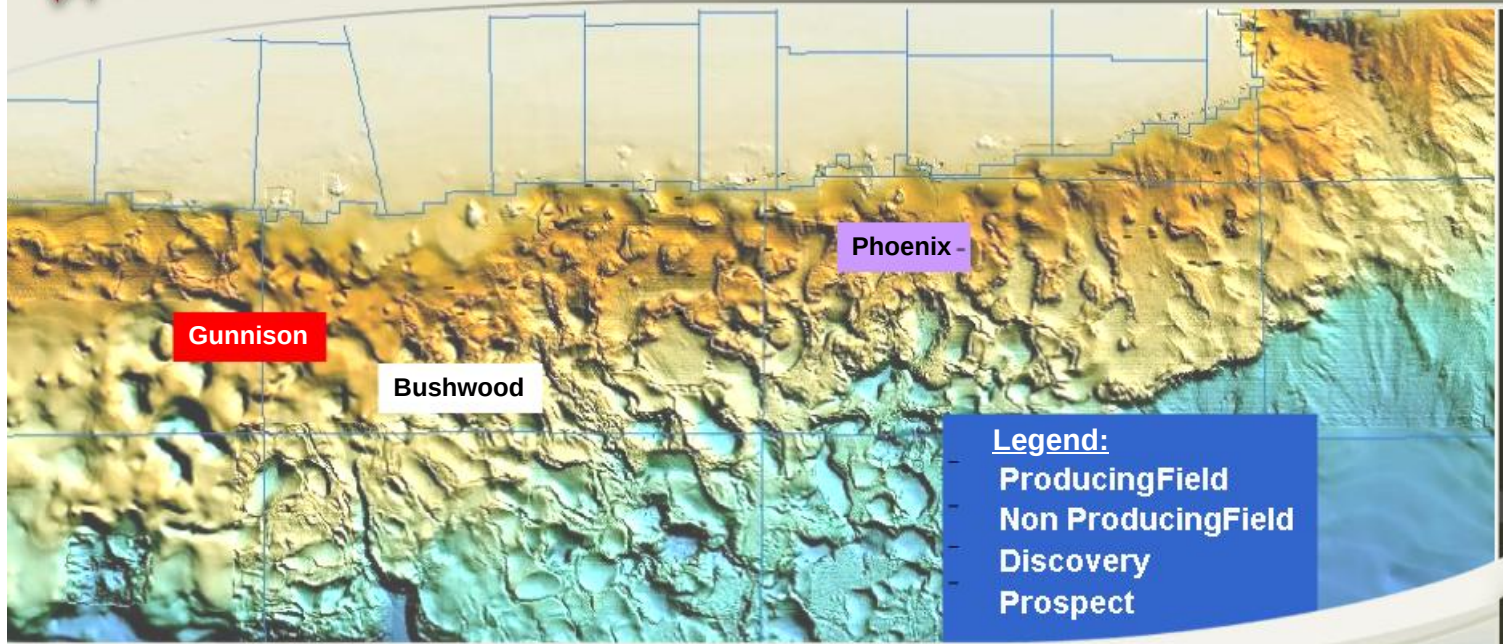 Phoenix
Gunnison
Bushwood
Legend:
ProducingField
Non ProducingField
Discovery
Prospect